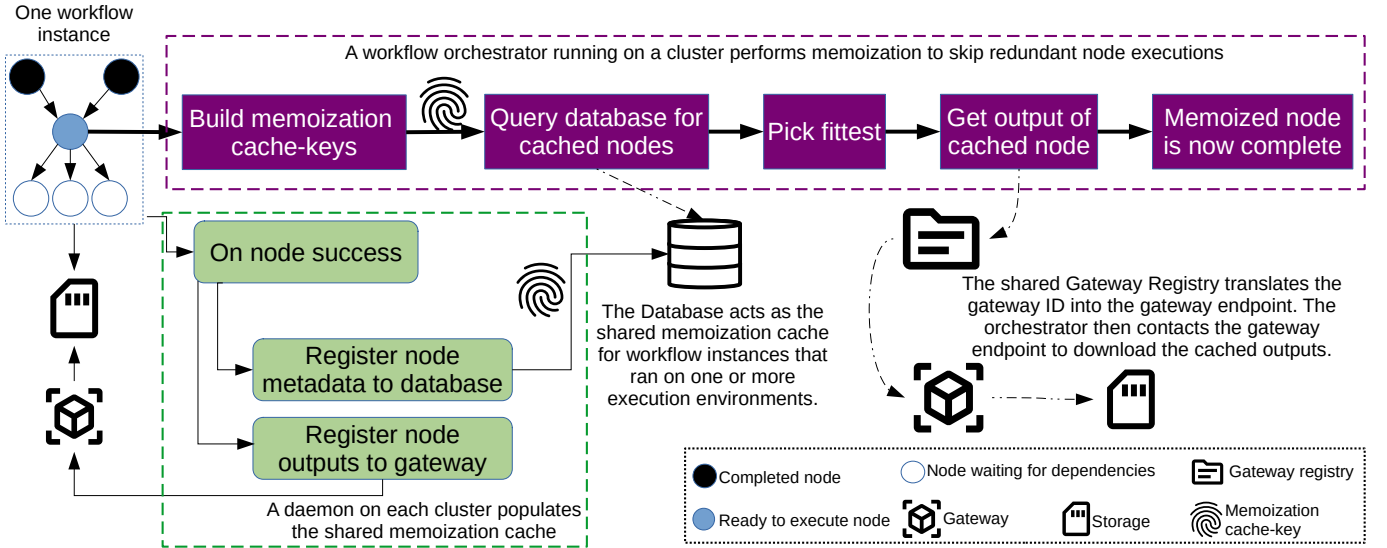 One workflow
instance
A workflow orchestrator running on a cluster performs memoization to skip redundant node executions
Build memoization
cache-keys
Query database for
cached nodes
Pick fittest
Get output of
cached node
Memoized node
is now complete
On node success
Register node
metadata to database
Register node
outputs to gateway
A daemon on each cluster populates
the shared memoization cache
The Database acts as the
shared memoization cache
for workflow instances that
ran on one or more
execution environments.
The shared Gateway Registry translates the
gateway ID into the gateway endpoint. The
orchestrator then contacts the gateway
endpoint to download the cached outputs.
Completed node
Node waiting for dependencies
Gateway registry
Ready to execute node
Gateway
Storage
Memoization
cache-key